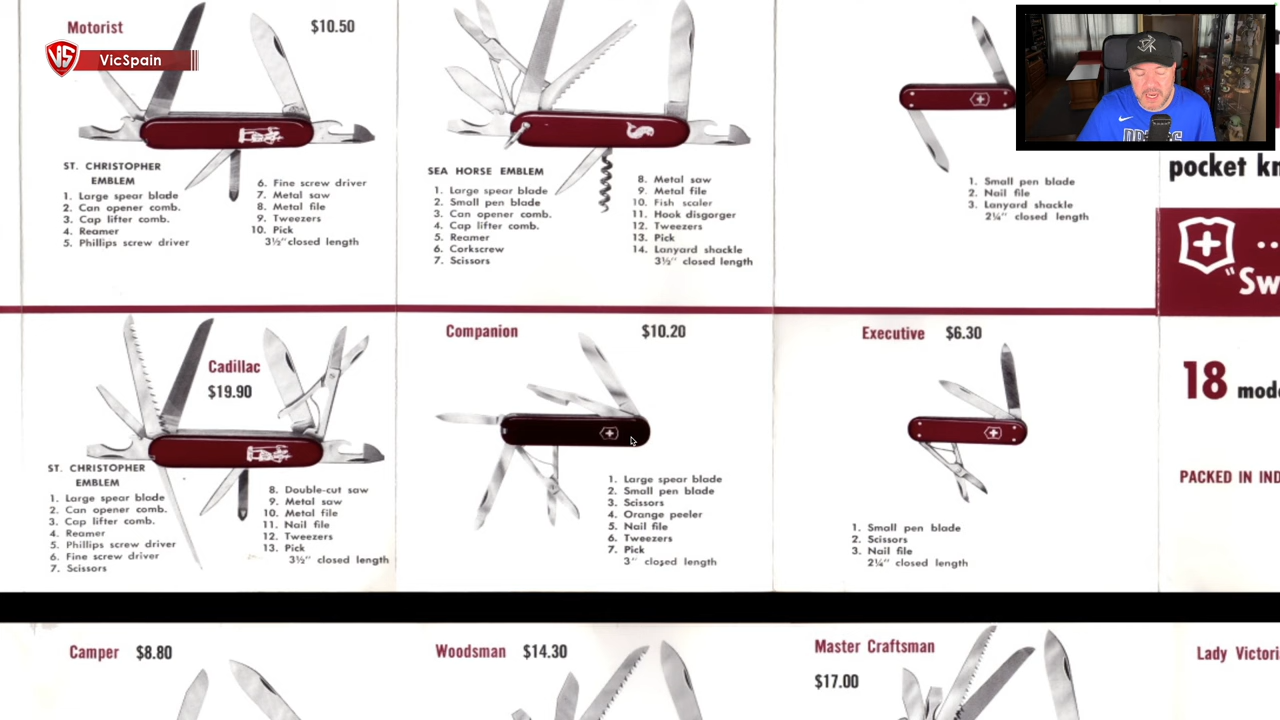 Motorist $10.50
VIS VicSpain
ST. CHRISTOPHER
EMBLEM
1. Large spear blade
2. Can opener comb.
3. Cap lifter comb.
4. Reamer
5. Phillips screw driver
6. Fine screw driver
7. Metal saw
8. Metal file
9. Tweezers
10. Pick
3½" closed length
SEA HORSE EMBLEM
1. Large spear blade
2. Small pen blade
3. Can opener comb.
4. Cap lifter comb.
5. Reamer
6. Corkscrew
7. Scissors
8. Metal saw
9. Metal file
10. Fish scaler
11. Hook disgorger
12. Tweezers
13. Pick
14. Lanyard shackle
3½" closed length
1. Small pen blade
2. Nail file
3. Lanyard shackle
2¼" closed length
pocket kn
"Sw
Cadillac
$19.90
ST. CHRISTOPHER
EMBLEM
1. Large spear blade
2. Can opener comb.
3. Cap lifter comb.
4. Reamer
5. Phillips screw driver
6. Fine screw driver
7. Scissors
8. Double-cut saw
9. Metal saw
10. Metal file
11. Nail file
12. Tweezers
13. Pick
3½" closed length
Companion $10.20
1. Large spear blade
2. Small pen blade
3. Scissors
4. Orange peeler
5. Nail file
6. Tweezers
7. Pick
3" closed length
Executive $6.30
1. Small pen blade
2. Scissors
3. Nail file
2¼" closed length
18 mode
PACKED IN IND
Camper $8.80
Woodsman $14.30
Master Craftsman
$17.00
Lady Victori